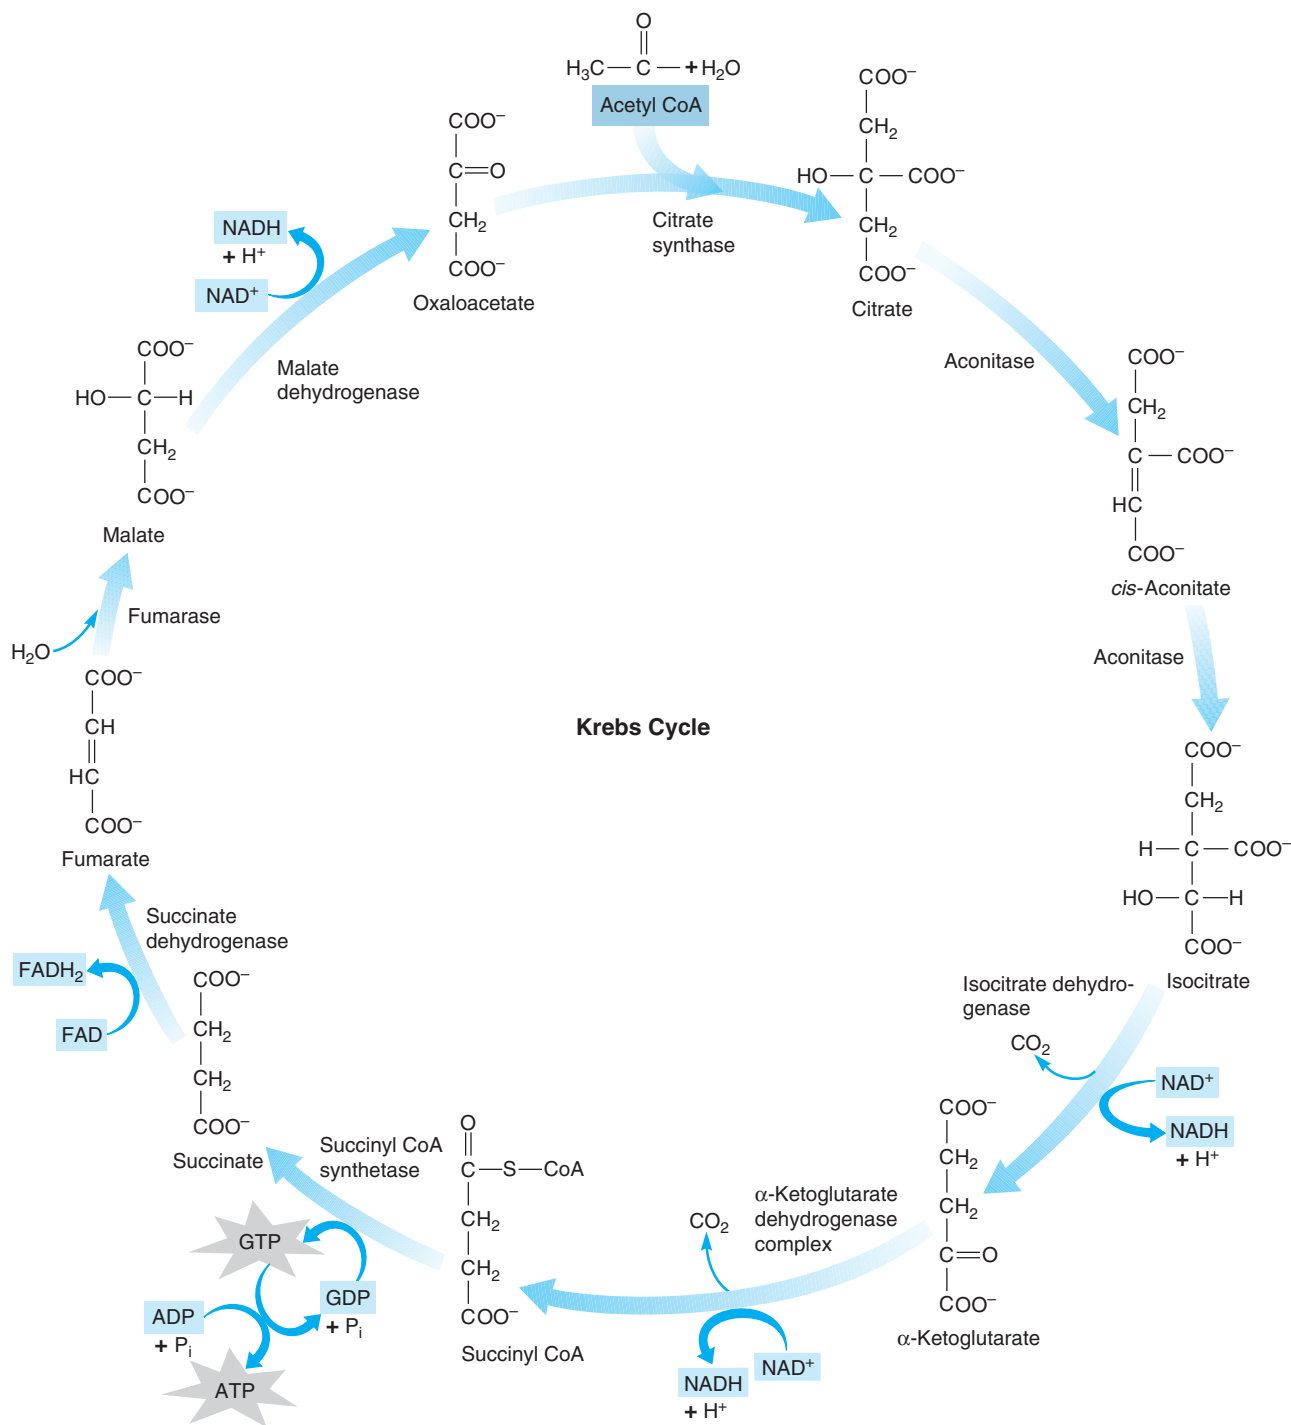 O
H₃C—C—+H₂O
Acetyl CoA
COO⁻
C=O
CH₂
COO⁻
Oxaloacetate
Citrate
synthase
COO⁻
CH₂
HO—C—COO⁻
CH₂
COO⁻
Citrate
Aconitase
COO⁻
CH₂
C—COO⁻
HC
COO⁻
cis-Aconitate
Aconitase
COO⁻
CH₂
H—C—COO⁻
HO—C—H
COO⁻
Isocitrate
Isocitrate dehydro-
genase
CO₂
NAD⁺
NADH
+ H⁺
COO⁻
CH₂
CH₂
C=O
COO⁻
α-Ketoglutarate
α-Ketoglutarate
dehydrogenase
complex
CO₂
NAD⁺
NADH
+ H⁺
O
C—S—CoA
CH₂
CH₂
COO⁻
Succinyl CoA
Succinyl CoA
synthetase
GTP
GDP
+ Pᵢ
ADP
+ Pᵢ
ATP
COO⁻
CH₂
CH₂
COO⁻
Succinate
Succinate
dehydrogenase
FADH₂
FAD
COO⁻
CH
HC
COO⁻
Fumarate
Fumarase
H₂O
COO⁻
HO—C—H
CH₂
COO⁻
Malate
Malate
dehydrogenase
NADH
+ H⁺
NAD⁺
Krebs Cycle